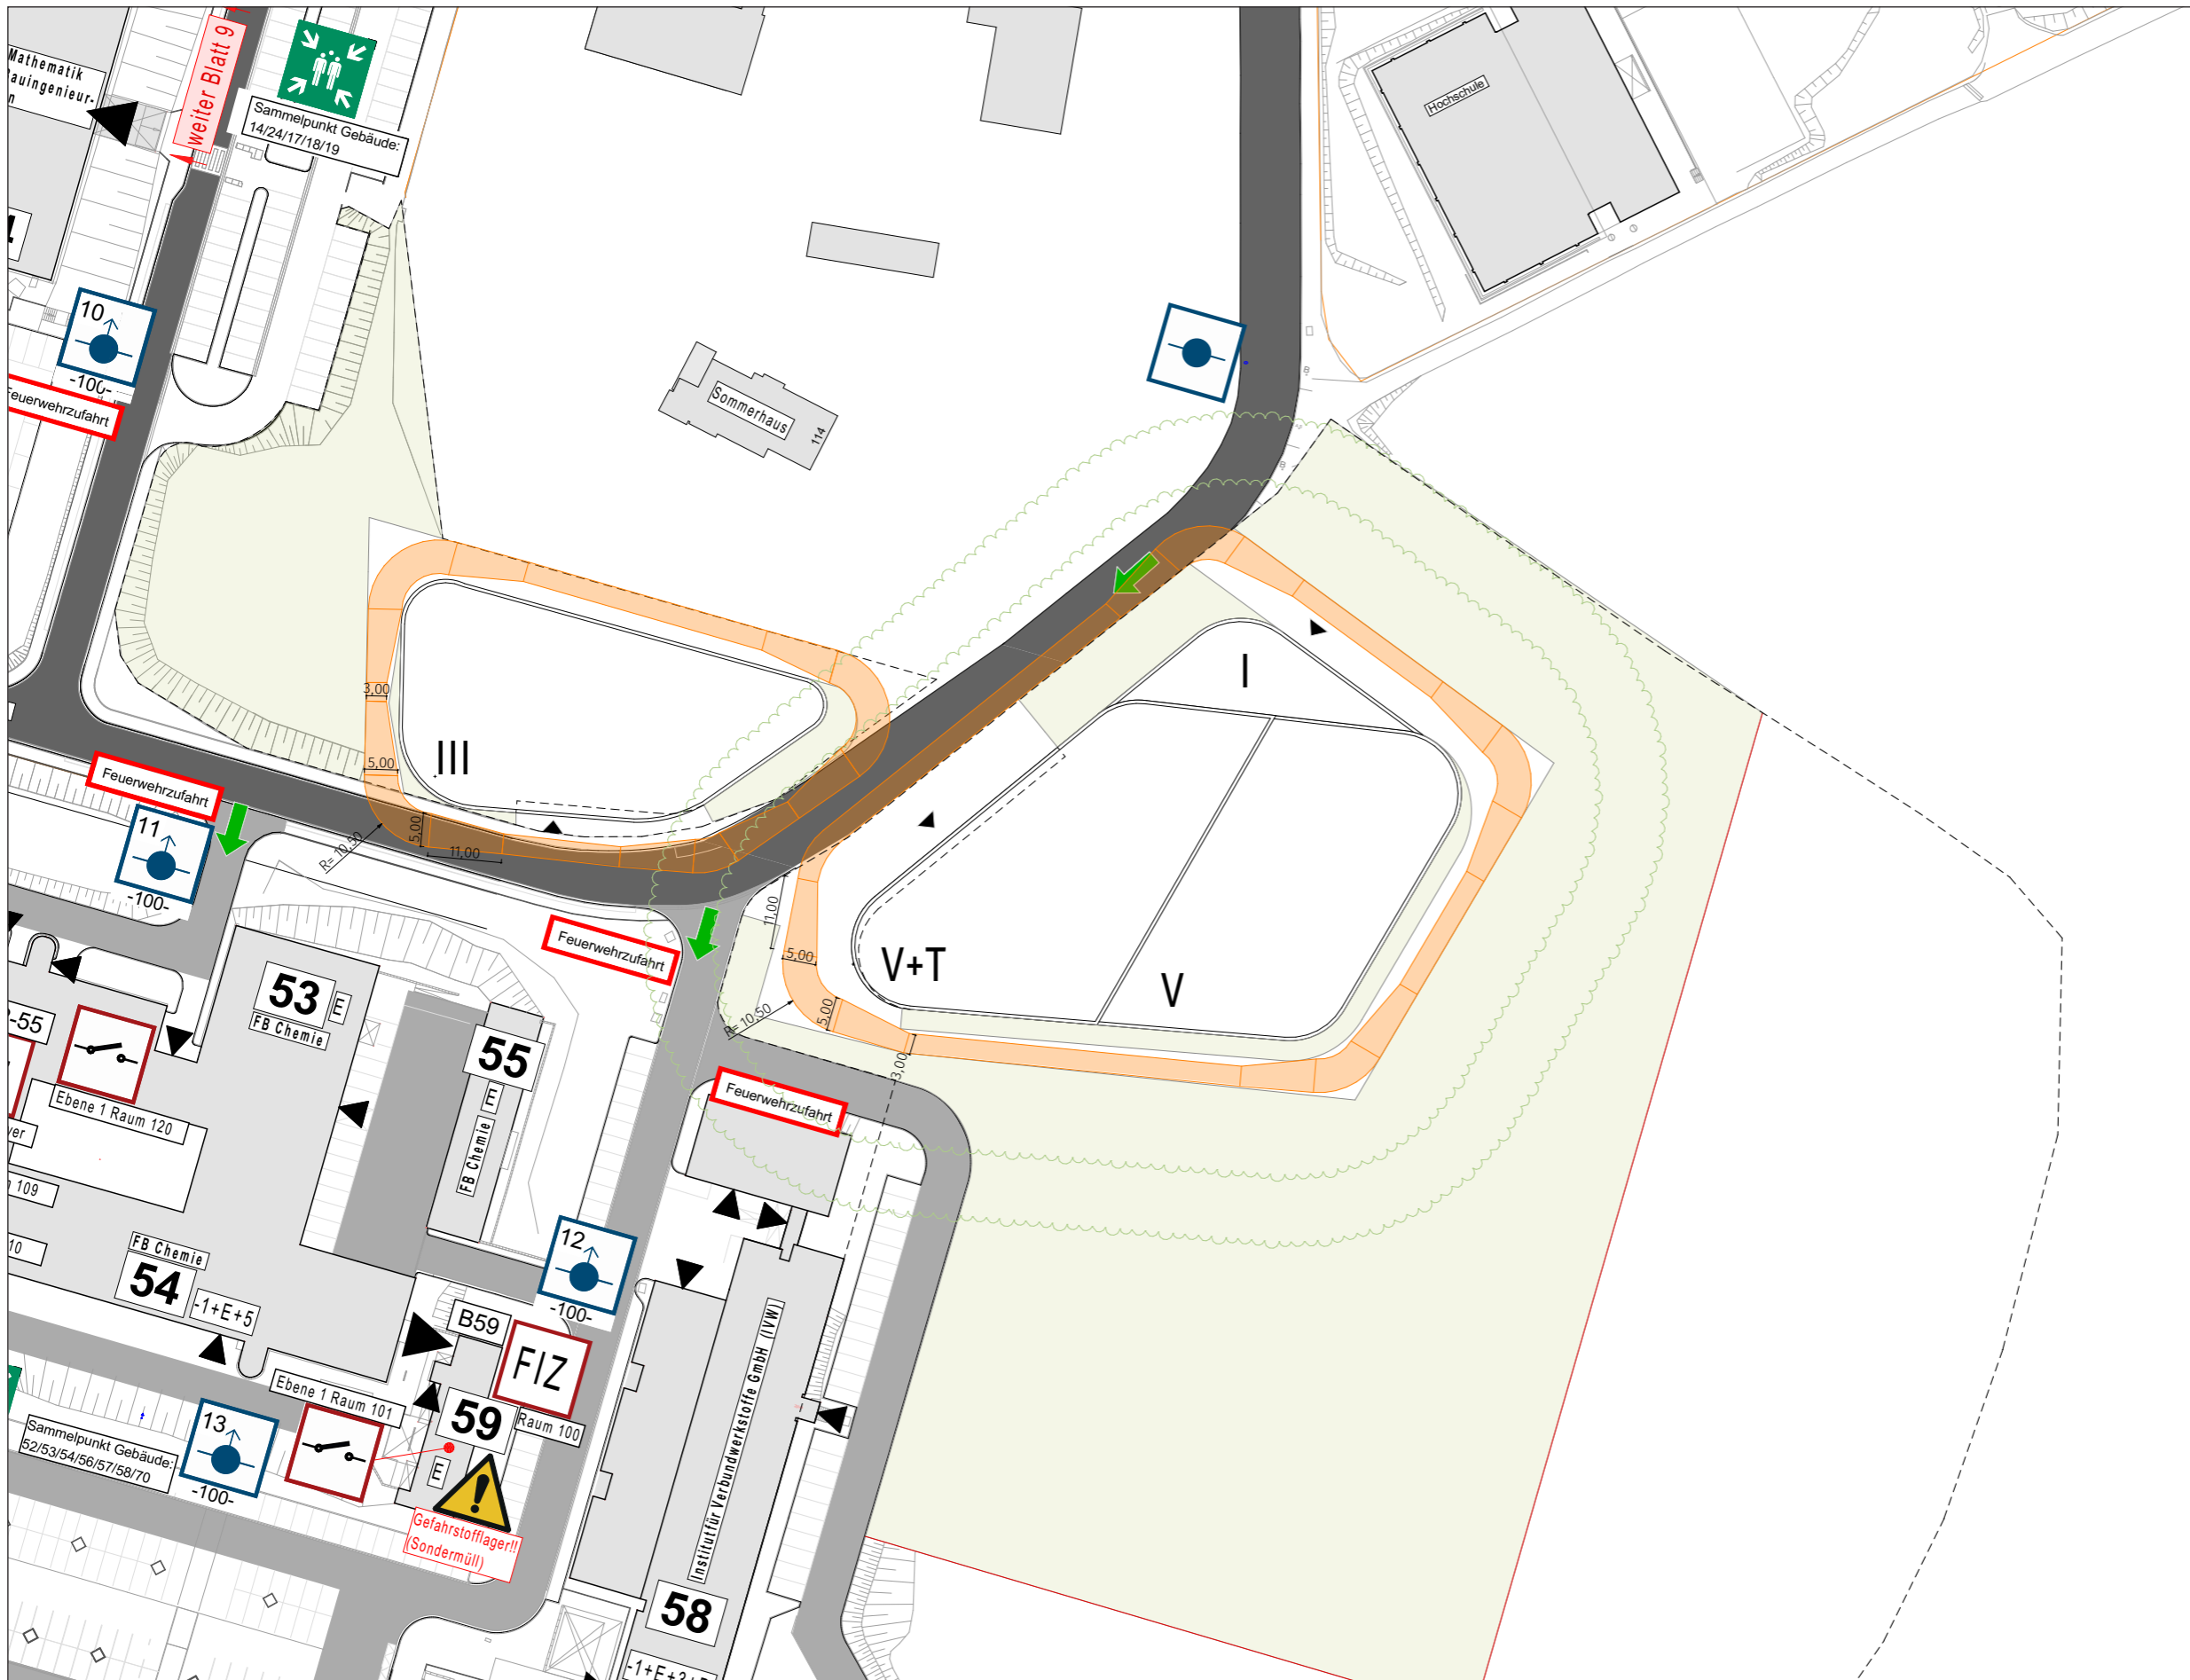 Mathematik
weiter Blatt 9
Sammelpunkt Gebäude:
14/24/17/18/19
Hochschule
10
-100-
Feuerwehrzufahrt
Sommerhaus
114
I
III
3,00
5,00
R= 10,50
5,00
11,00
Feuerwehrzufahrt
11
-100-
Feuerwehrzufahrt
11,00
5,00
5,00
R= 10,50
3,00
V+T
V
53
E
FB Chemie
55
E
FB Chemie
-55
Ebene 1 Raum 120
109
10
Feuerwehrzufahrt
FB Chemie
54
-1+E+5
12
-100-
B59
FIZ
Raum 100
Ebene 1 Raum 101
59
E
13
-100-
Sammelpunkt Gebäude:
52/53/54/56/57/58/70
Gefahrstofflager!!
(Sondermüll)
Institut für Verbundwerkstoffe GmbH (IVW)
58